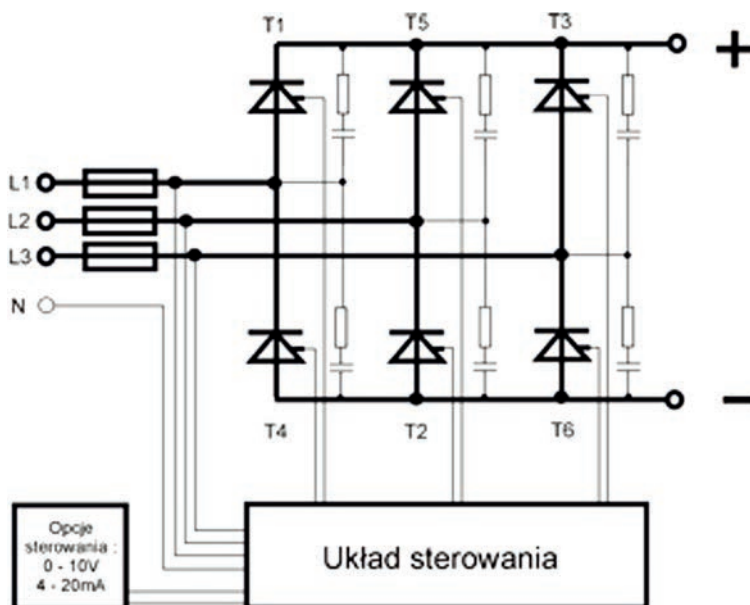 T1 T5 T3
+
L1
L2
L3
N
T4 T2 T6
-
Opcje
sterowania :
0 - 10V
4 - 20mA
Układ sterowania